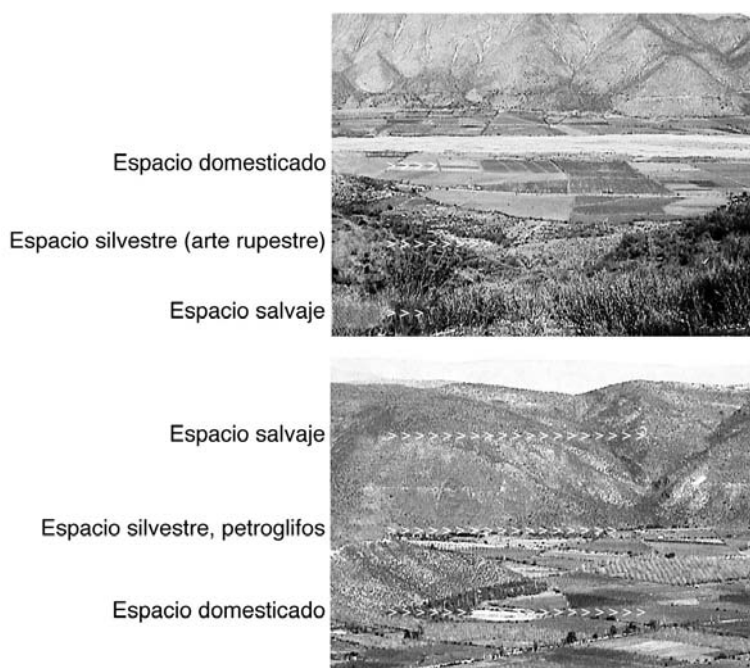 Espacio domesticado
Espacio silvestre (arte rupestre)
Espacio salvaje
Espacio salvaje
Espacio silvestre, petroglifos
Espacio domesticado